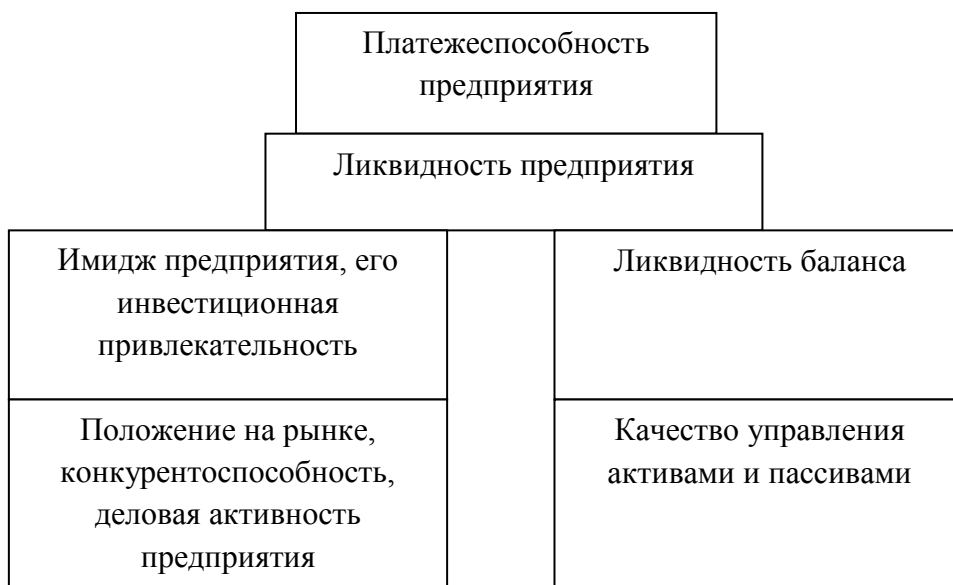 Платежеспособность
предприятия
Ликвидность предприятия
Имидж предприятия, его
инвестиционная
привлекательность
Ликвидность баланса
Положение на рынке,
конкурентоспособность,
деловая активность
предприятия
Качество управления
активами и пассивами